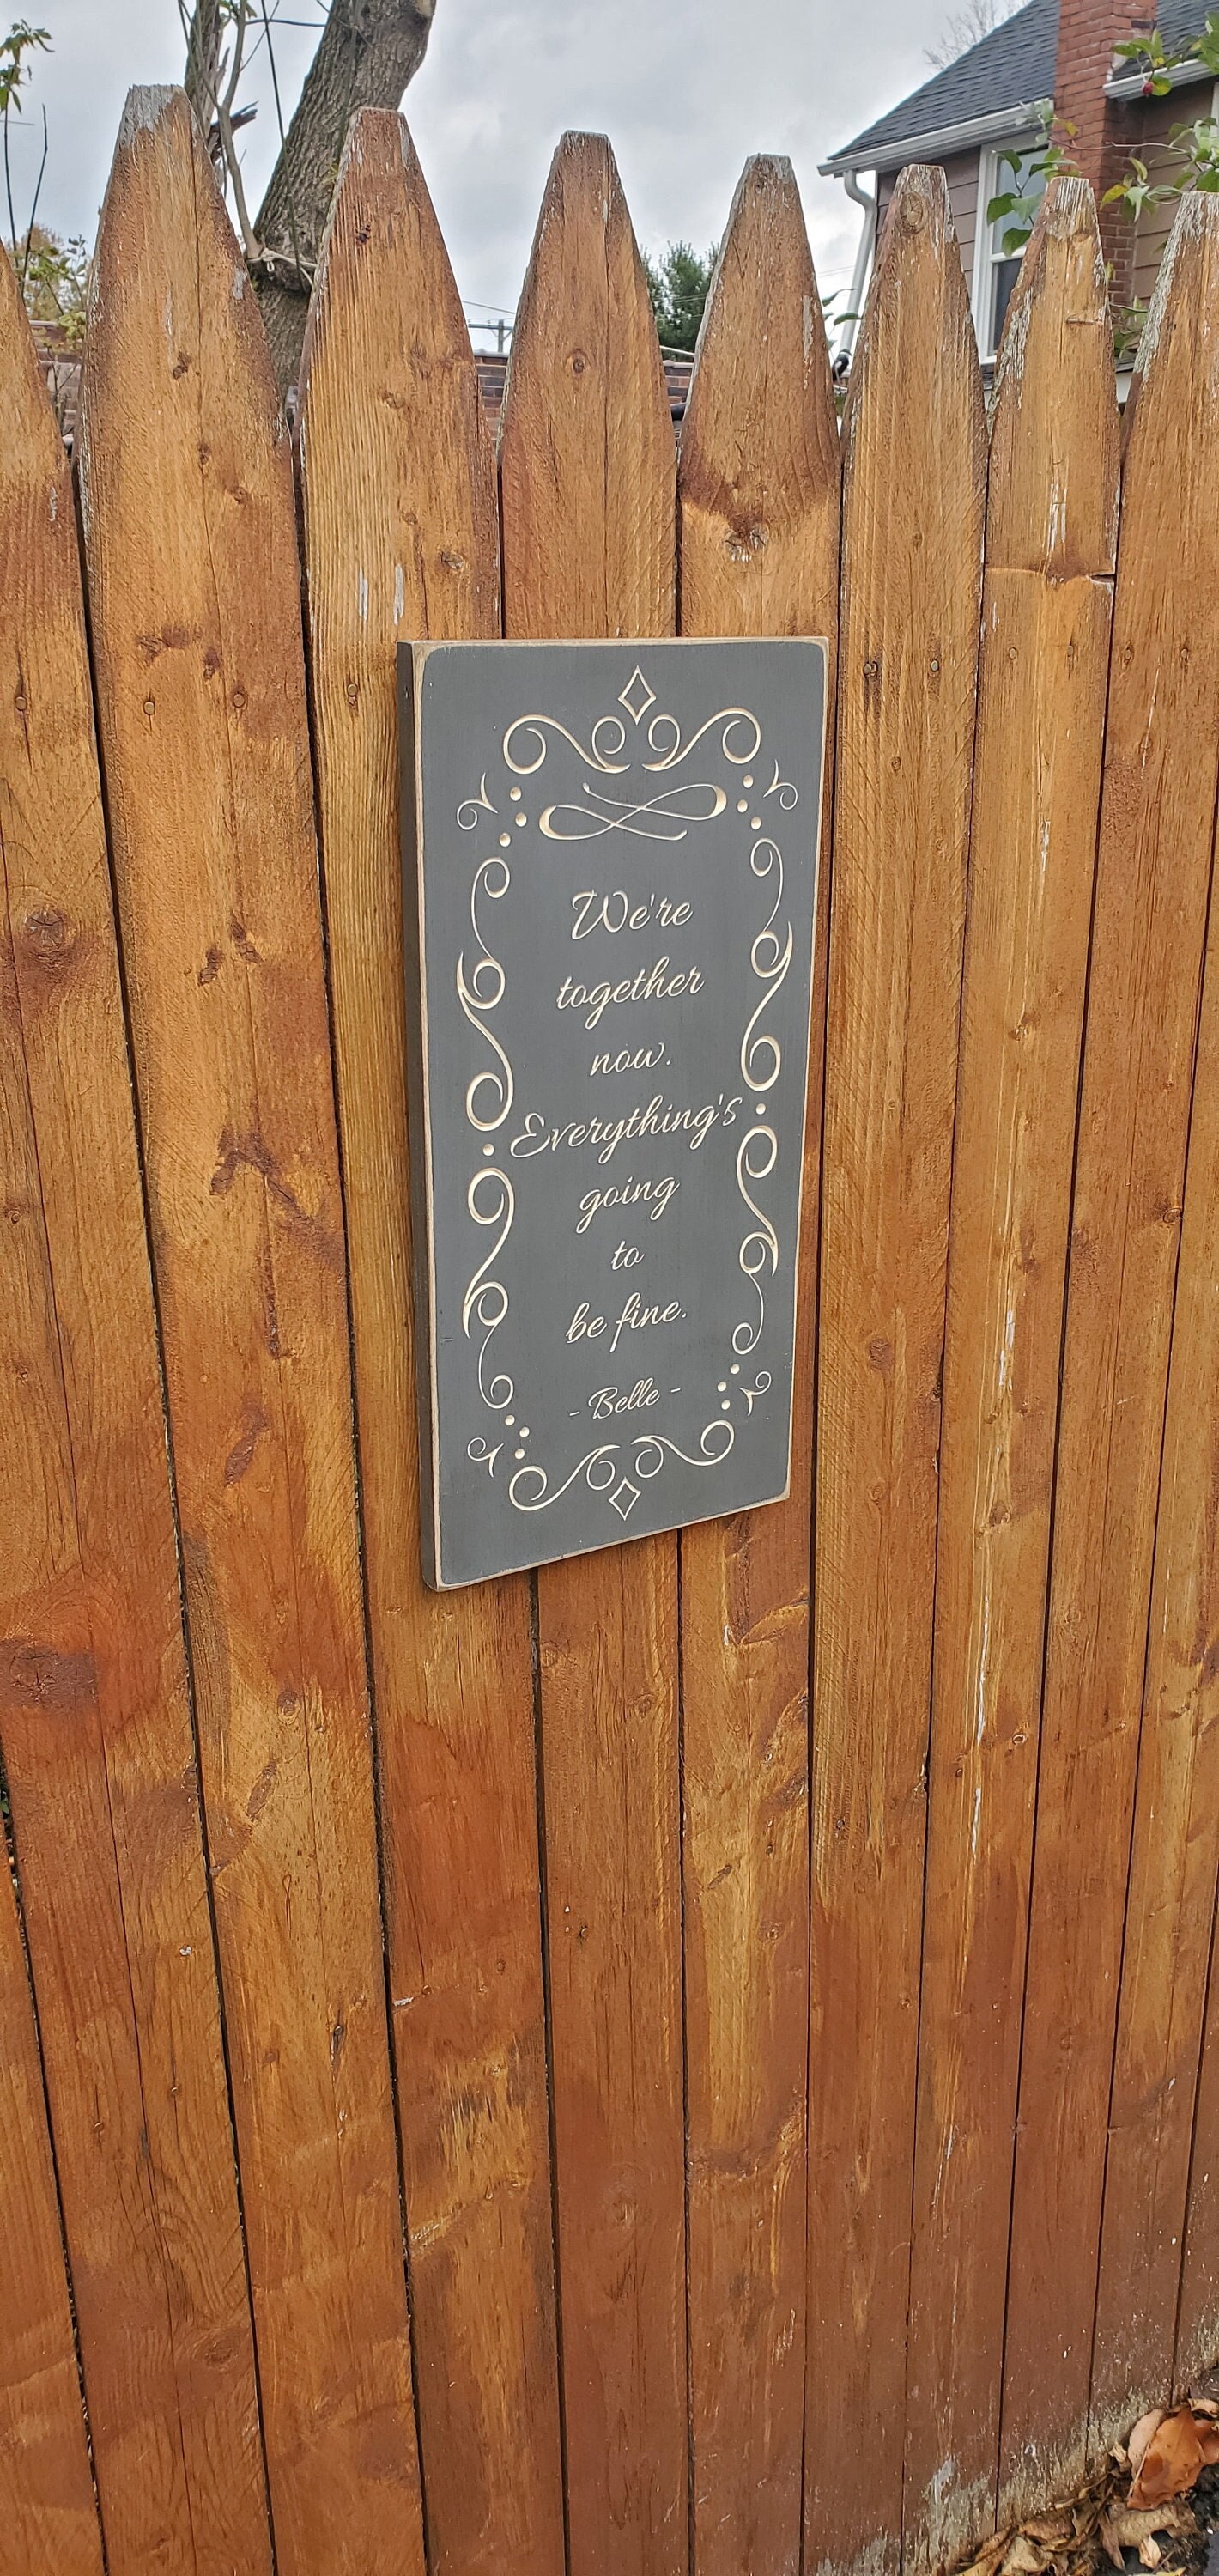 We're
together
now.
Everything's
going
to
be fine.
- Belle -